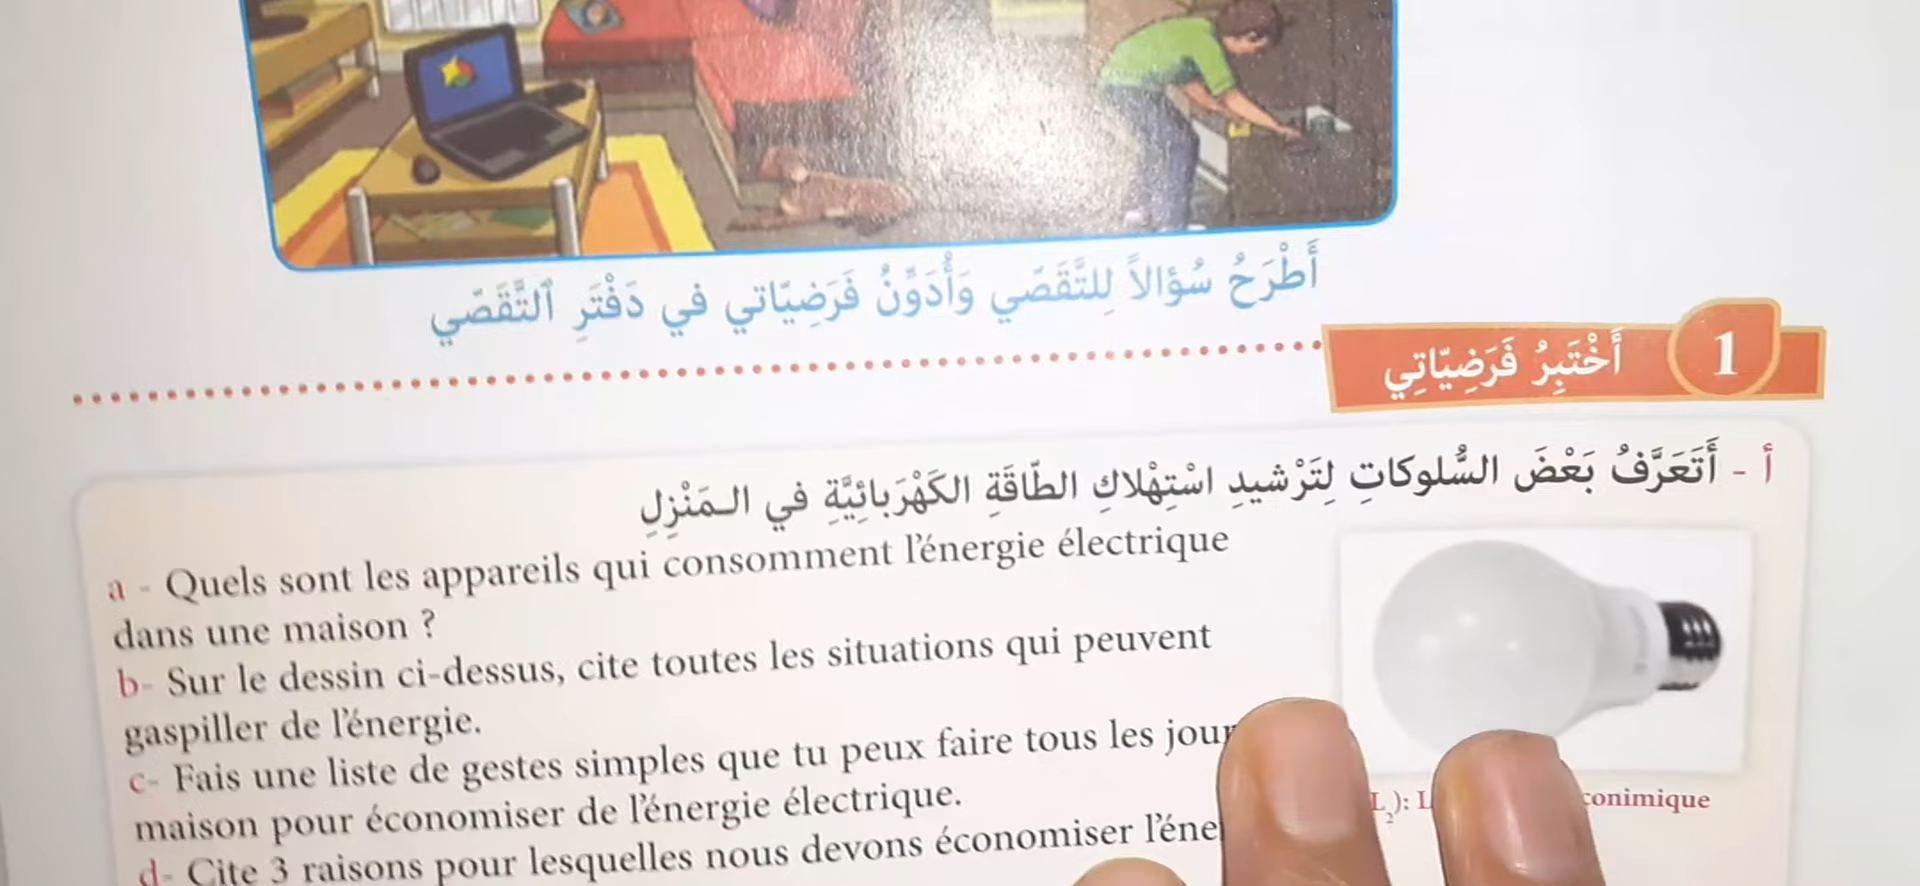 أَطْرَحُ سُؤالاً لِلتَّقَصّي وَأُدَوِّنُ فَرَضِيّاتي في دَفْتَرِ ٱلتَّقَصّي
1 أَخْتَبِرُ فَرَضِيّاتِي
أ - أَتَعَرَّفُ بَعْضَ السُّلوكاتِ لِتَرْشيدِ اسْتِهْلاكِ الطّاقَةِ الكَهْرَبائِيَّةِ في الـمَنْزِلِ
a - Quels sont les appareils qui consomment l'énergie électrique
dans une maison ?
b- Sur le dessin ci-dessus, cite toutes les situations qui peuvent
gaspiller de l'énergie.
c- Fais une liste de gestes simples que tu peux faire tous les
maison pour économiser de l'énergie électrique.
d- Cite 3 raisons pour lesquelles nous devons économiser